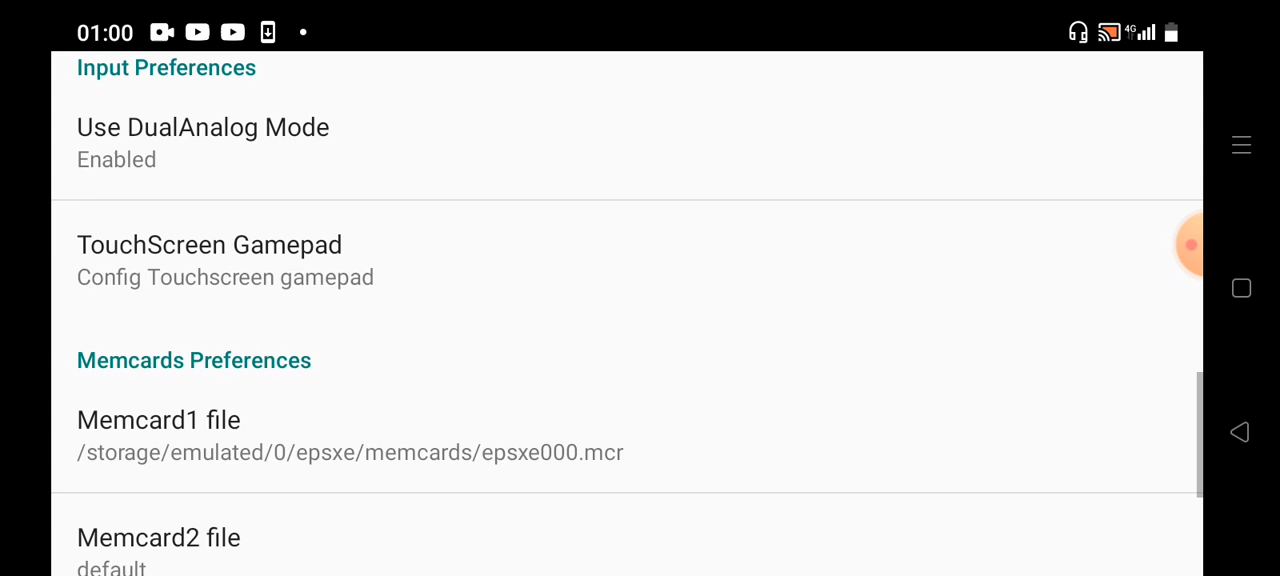 01:00
4G
Input Preferences
Use DualAnalog Mode
Enabled
TouchScreen Gamepad
Config Touchscreen gamepad
Memcards Preferences
Memcard1 file
/storage/emulated/0/epsxe/memcards/epsxe000.mcr
Memcard2 file
default